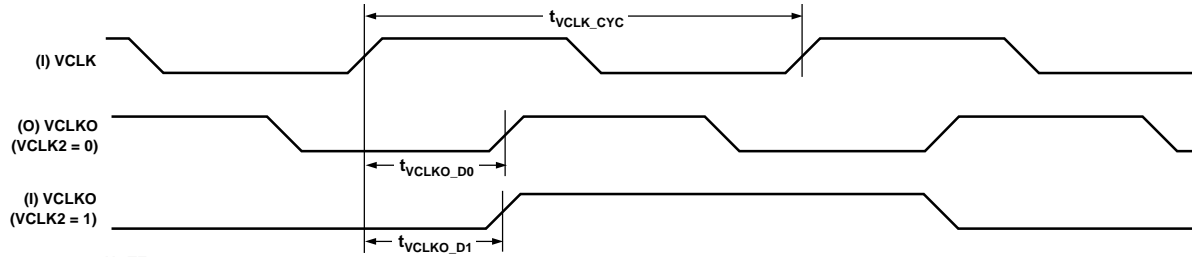 tVCLK_CYC
(I) VCLK
(O) VCLKO
(VCLK2 = 0)
tVCLKO_D0
(I) VCLKO
(VCLK2 = 1)
tVCLKO_D1